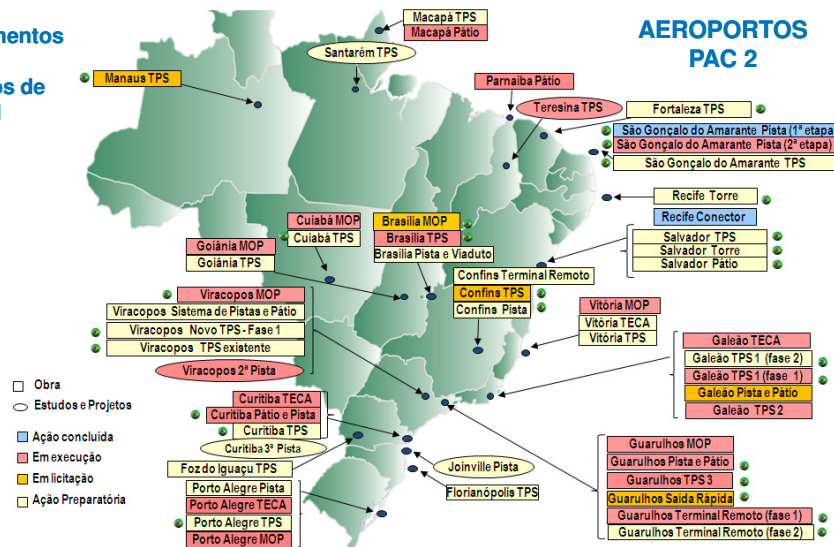 AEROPORTOS
PAC 2
Macapá TPS
Macapá Pátio
Santarém TPS
Manaus TPS
Parnaíba Pátio
Teresina TPS
Fortaleza TPS
São Gonçalo do Amarante Pista (1ª etapa)
São Gonçalo do Amarante Pista (2ª etapa)
São Gonçalo do Amarante TPS
Recife Torre
Recife Conector
Salvador TPS
Salvador Torre
Salvador Pátio
Cuiabá MOP
Cuiabá TPS
Brasília MOP
Brasília TPS
Brasília Pista e Viaduto
Goiânia MOP
Goiânia TPS
Confins Terminal Remoto
Confins TPS
Confins Pista
Viracopos MOP
Viracopos Sistema de Pistas e Pátio
Viracopos Novo TPS - Fase 1
Viracopos TPS existente
Viracopos 2ª Pista
Vitória MOP
Vitória TECA
Vitória TPS
Galeão TECA
Galeão TPS 1 (fase 2)
Galeão TPS 1 (fase 1)
Galeão Pista e Pátio
Galeão TPS 2
Obra
Estudos e Projetos
Ação concluída
Em execução
Em licitação
Ação Preparatória
Curitiba TECA
Curitiba Pátio e Pista
Curitiba TPS
Curitiba 3ª Pista
Foz do Iguaçu TPS
Joinville Pista
Florianópolis TPS
Porto Alegre Pista
Porto Alegre TECA
Porto Alegre TPS
Porto Alegre MOP
Guarulhos MOP
Guarulhos Pista e Pátio
Guarulhos TPS 3
Guarulhos Saída Rápida
Guarulhos Terminal Remoto (fase 1)
Guarulhos Terminal Remoto (fase 2)